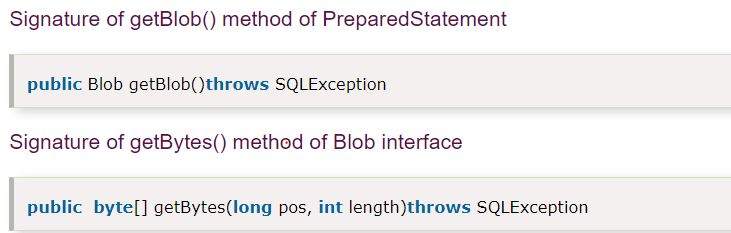 Signature of getBlob() method of PreparedStatement
public Blob getBlob()throws SQLException
Signature of getBytes() method of Blob interface
public  byte[] getBytes(long pos, int length)throws SQLException